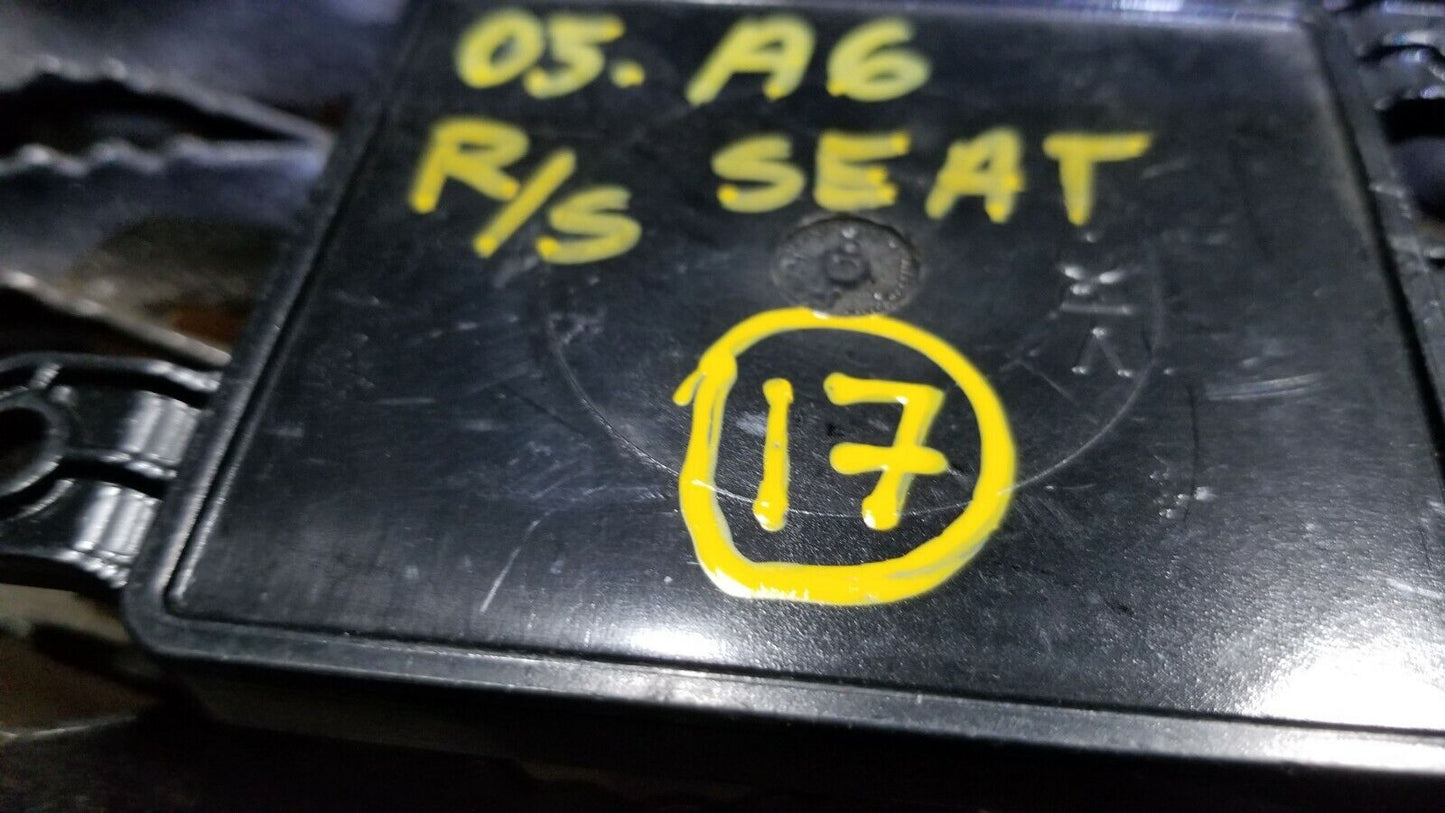 05. A6
R/S SEAT
17